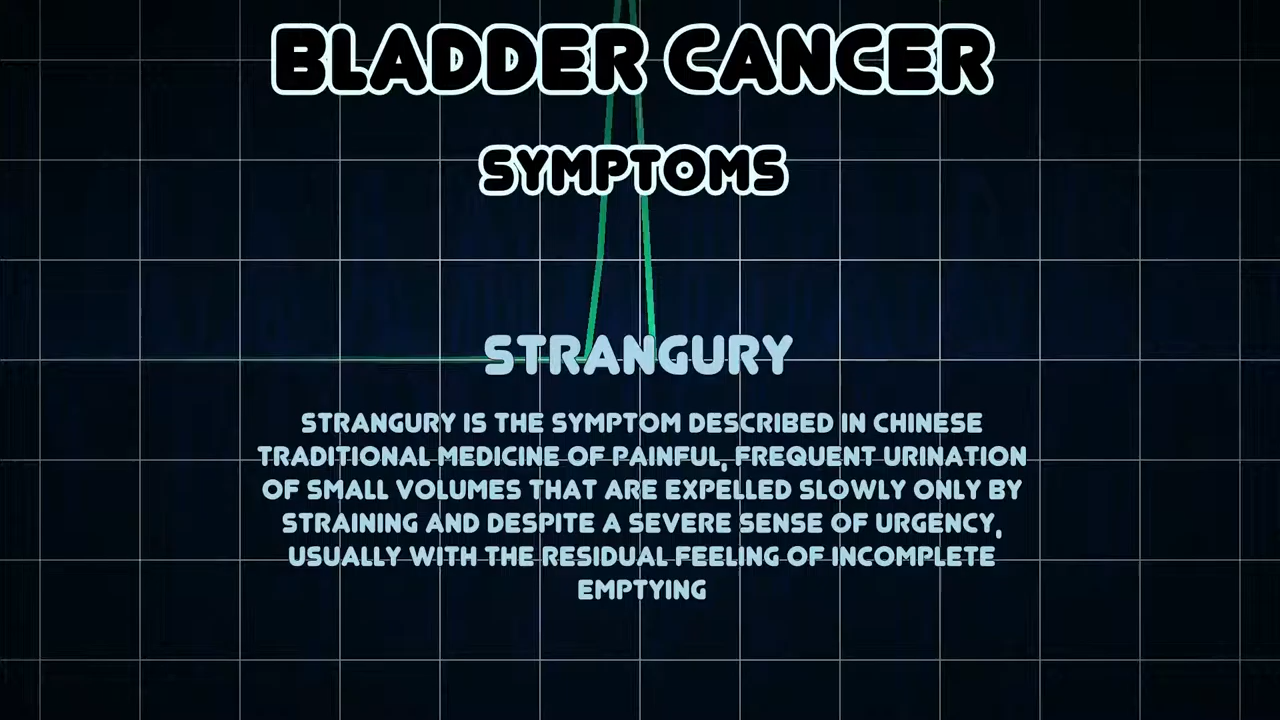 BLADDER CANCER
SYMPTOMS
STRANGURY
STRANGURY IS THE SYMPTOM DESCRIBED IN CHINESE
TRADITIONAL MEDICINE OF PAINFUL, FREQUENT URINATION
OF SMALL VOLUMES THAT ARE EXPELLED SLOWLY ONLY BY
STRAINING AND DESPITE A SEVERE SENSE OF URGENCY,
USUALLY WITH THE RESIDUAL FEELING OF INCOMPLETE
EMPTYING